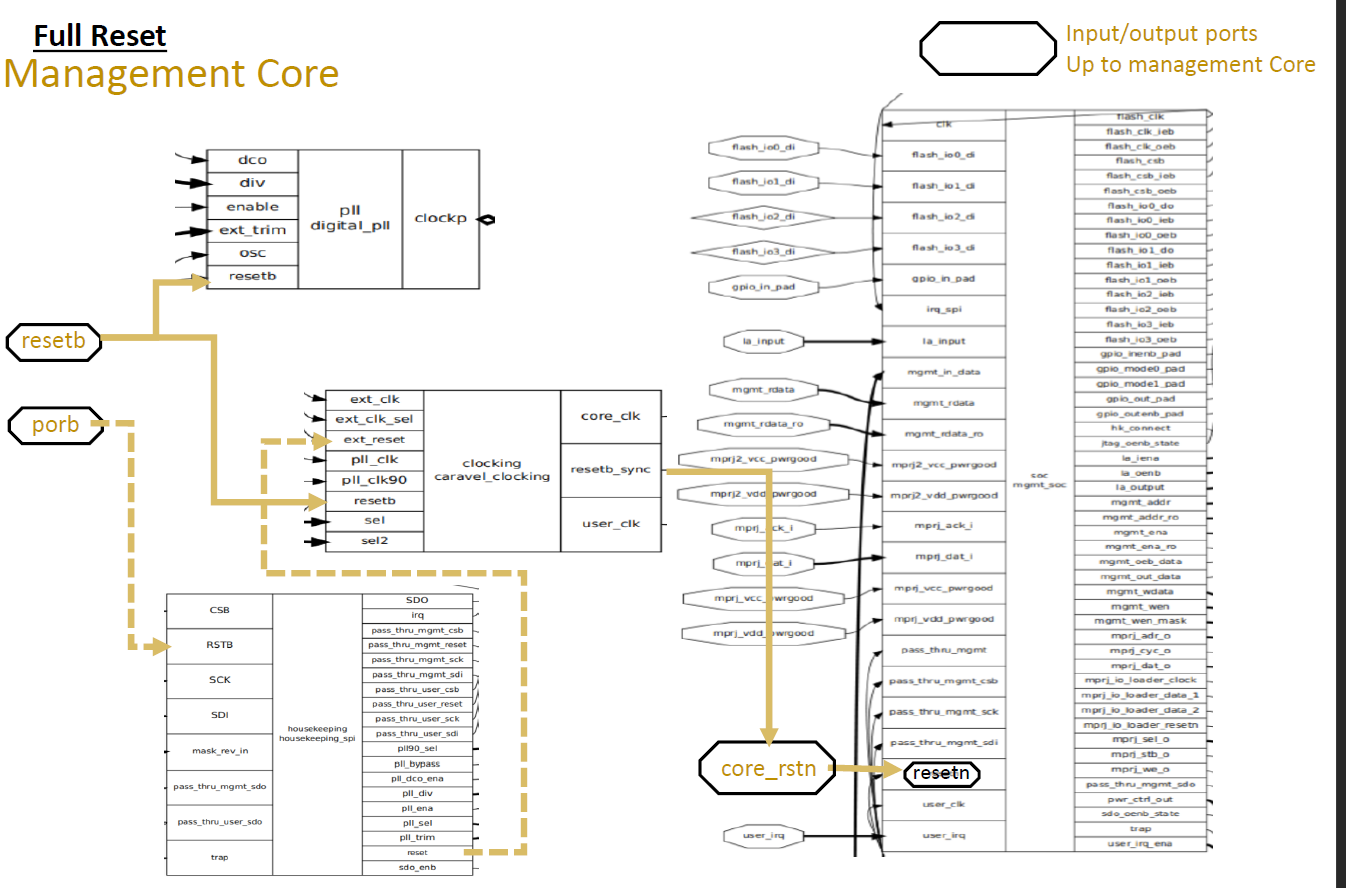 Full Reset
Management Core
Input/output ports
Up to management Core
dco
div
enable
ext_trim
osc
resetb
pll
digital_pll
clockp
resetb
porb
ext_clk
ext_clk_sel
ext_reset
pll_clk
pll_clk90
resetb
sel
sel2
clocking
caravel_clocking
core_clk
resetb_sync
user_clk
CSB
RSTB
SCK
SDI
mask_rev_in
pass_thru_mgmt_sdo
pass_thru_user_sdo
trap
housekeeping
housekeeping_spi
SDO
irq
pass_thru_mgmt_csb
pass_thru_mgmt_reset
pass_thru_mgmt_sck
pass_thru_mgmt_sdi
pass_thru_user_csb
pass_thru_user_reset
pass_thru_user_sck
pass_thru_user_sdi
pll90_sel
pll_bypass
pll_dco_ena
pll_div
pll_ena
pll_sel
pll_trim
reset
sdo_enb
flash_io0_di
flash_io1_di
flash_io2_di
flash_io3_di
gpio_in_pad
la_input
mgmt_rdata
mgmt_rdata_ro
mprj2_vcc_pwrgood
mprj2_vdd_pwrgood
mprj_ack_i
mprj_dat_i
mprj_vcc_pwrgood
mprj_vdd_pwrgood
core_rstn
user_irq
clk
flash_io0_di
flash_io1_di
flash_io2_di
flash_io3_di
gpio_in_pad
irq_spi
la_input
mgmt_in_data
mgmt_rdata
mgmt_rdata_ro
mprj2_vcc_pwrgood
mprj2_vdd_pwrgood
mprj_ack_i
mprj_dat_i
mprj_vcc_pwrgood
mprj_vdd_pwrgood
pass_thru_mgmt
pass_thru_mgmt_csb
pass_thru_mgmt_sck
pass_thru_mgmt_sdi
resetn
user_clk
user_irq
soc
mgmt_soc
flash_clk
flash_clk_ieb
flash_clk_oeb
flash_csb
flash_csb_ieb
flash_csb_oeb
flash_io0_do
flash_io0_ieb
flash_io0_oeb
flash_io1_do
flash_io1_ieb
flash_io1_oeb
flash_io2_ieb
flash_io2_oeb
flash_io3_ieb
flash_io3_oeb
gpio_inenb_pad
gpio_mode0_pad
gpio_mode1_pad
gpio_out_pad
gpio_outenb_pad
hk_connect
jtag_oenb_state
la_iena
la_oenb
la_output
mgmt_addr
mgmt_addr_ro
mgmt_ena
mgmt_ena_ro
mgmt_oeb_data
mgmt_out_data
mgmt_wdata
mgmt_wen
mgmt_wen_mask
mprj_adr_o
mprj_cyc_o
mprj_dat_o
mprj_io_loader_clock
mprj_io_loader_data_1
mprj_io_loader_data_2
mprj_io_loader_resetn
mprj_sel_o
mprj_stb_o
mprj_we_o
pass_thru_mgmt_sdo
pwr_ctrl_out
sdo_oenb_state
trap
user_irq_ena